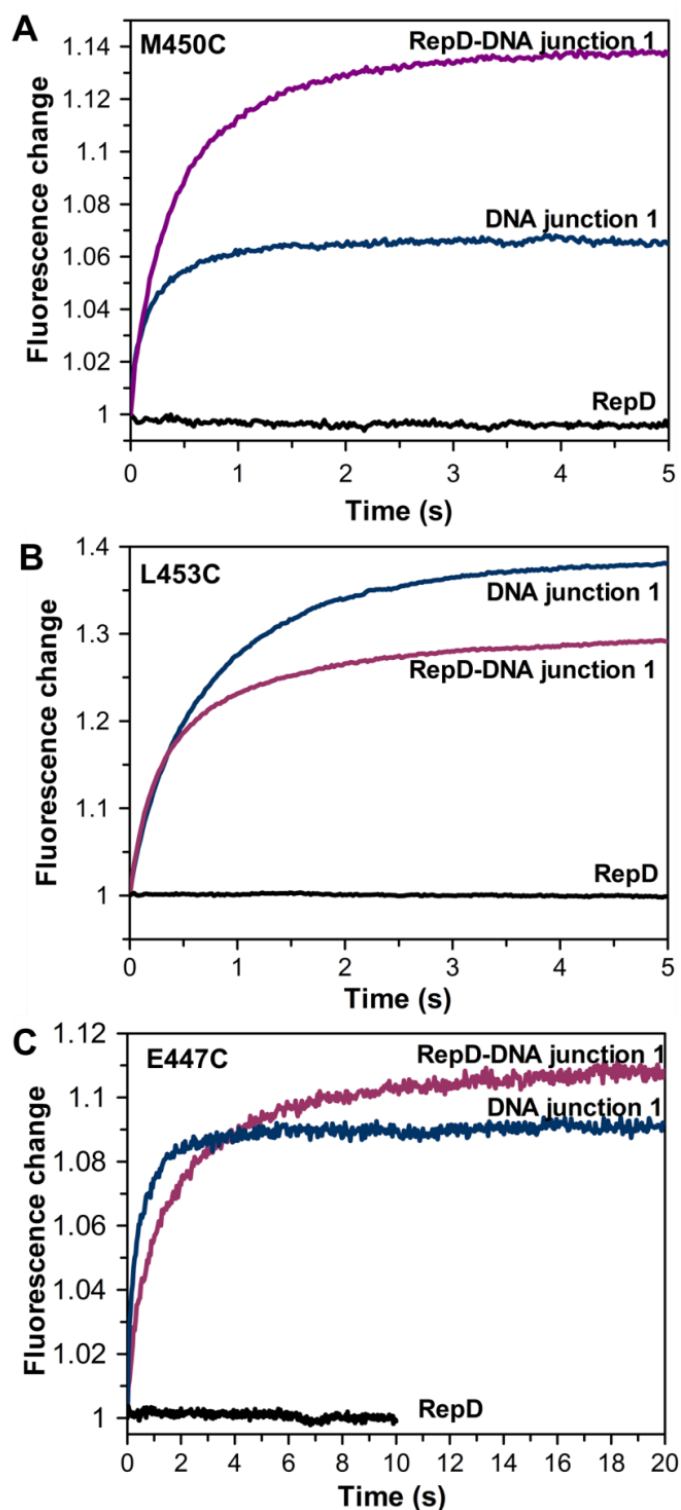 A
M450C
RepD-DNA junction 1
DNA junction 1
RepD
Fluorescence change
1.14
1.12
1.1
1.08
1.06
1.04
1.02
1
0 1 2 3 4 5
Time (s)
B
L453C
DNA junction 1
RepD-DNA junction 1
RepD
Fluorescence change
1.4
1.3
1.2
1.1
1
0 1 2 3 4 5
Time (s)
C
E447C
RepD-DNA junction 1
DNA junction 1
RepD
Fluorescence change
1.12
1.1
1.08
1.06
1.04
1.02
1
0 2 4 6 8 10 12 14 16 18 20
Time (s)